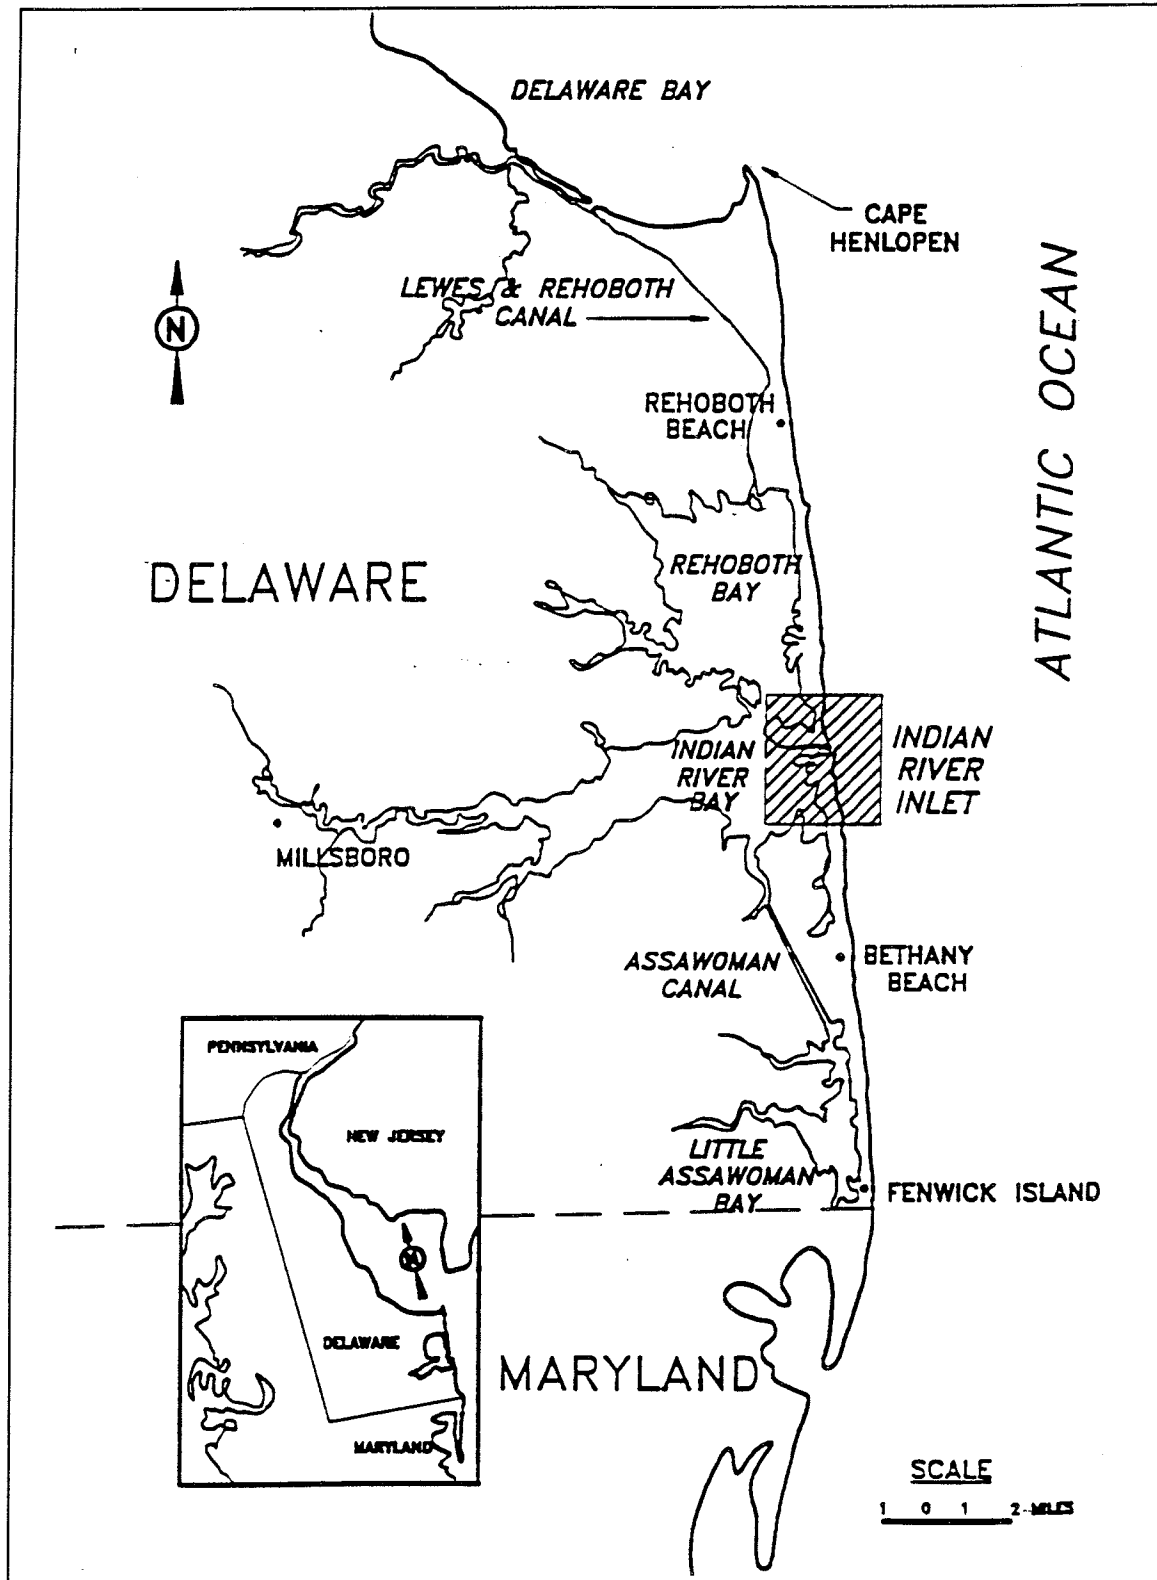 DELAWARE BAY
CAPE
HENLOPEN
LEWES & REHOBOTH
CANAL
N
ATLANTIC OCEAN
REHOBOTH
BEACH
DELAWARE
REHOBOTH
BAY
INDIAN
RIVER
BAY
INDIAN
RIVER
INLET
MILLSBORO
ASSAWOMAN
CANAL
BETHANY
BEACH
LITTLE
ASSAWOMAN
BAY
FENWICK ISLAND
PENNSYLVANIA
NEW JERSEY
N
DELAWARE
MARYLAND
MARYLAND
SCALE
1 0 1 2 MILES